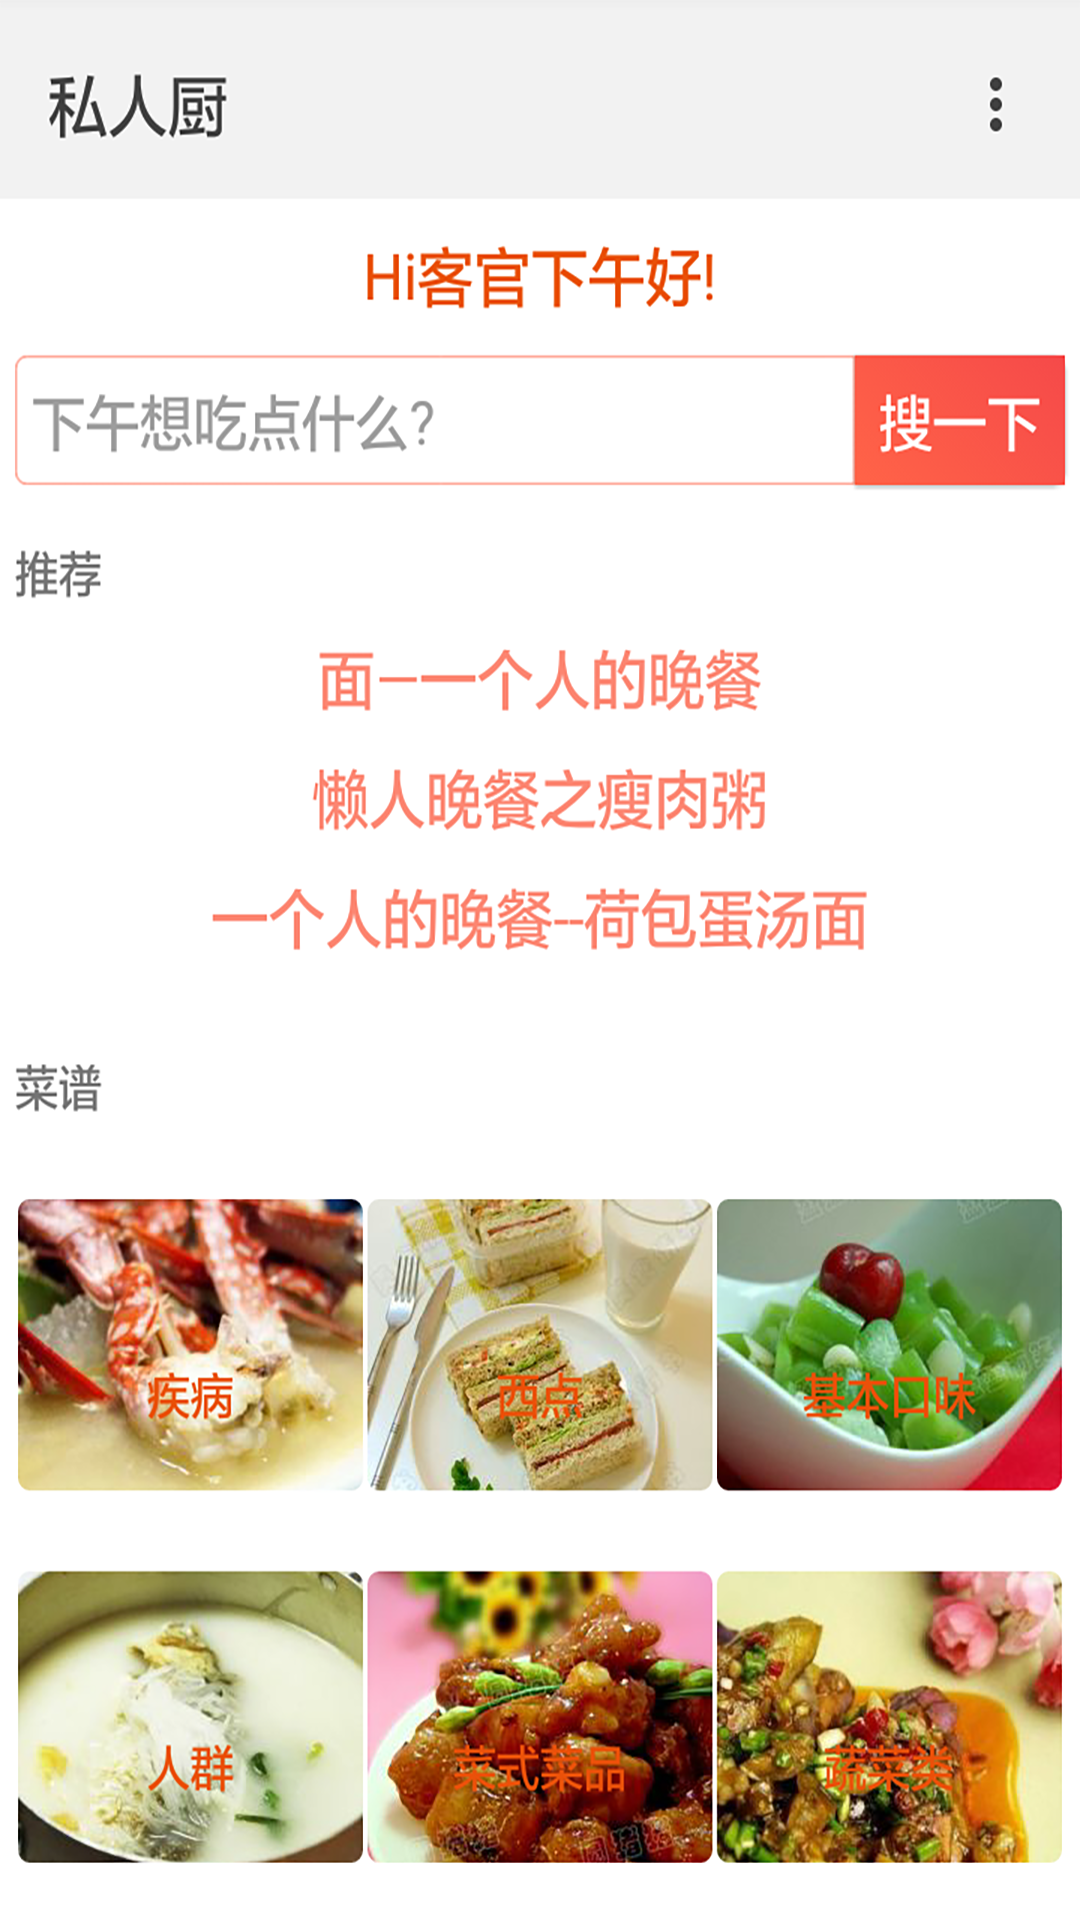 私人厨
Hi客官下午好!
下午想吃点什么?
搜一下
推荐
面—一个人的晚餐
懒人晚餐之瘦肉粥
一个人的晚餐--荷包蛋汤面
菜谱
疾病
西点
基本口味
人群
菜式菜品
蔬菜类